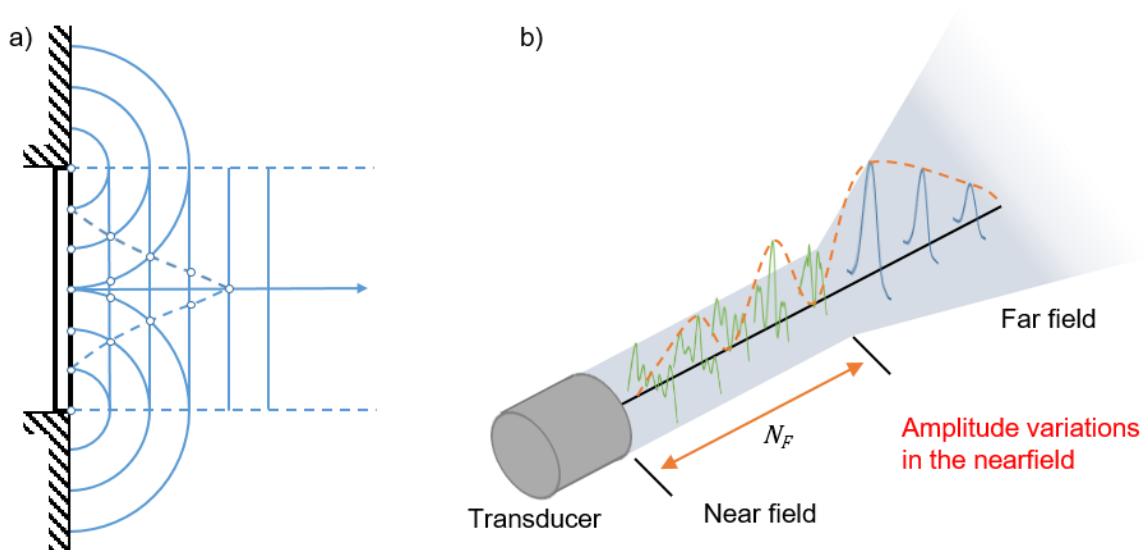 a)
b)
Far field
N_F
Amplitude variations
in the nearfield
Near field
Transducer